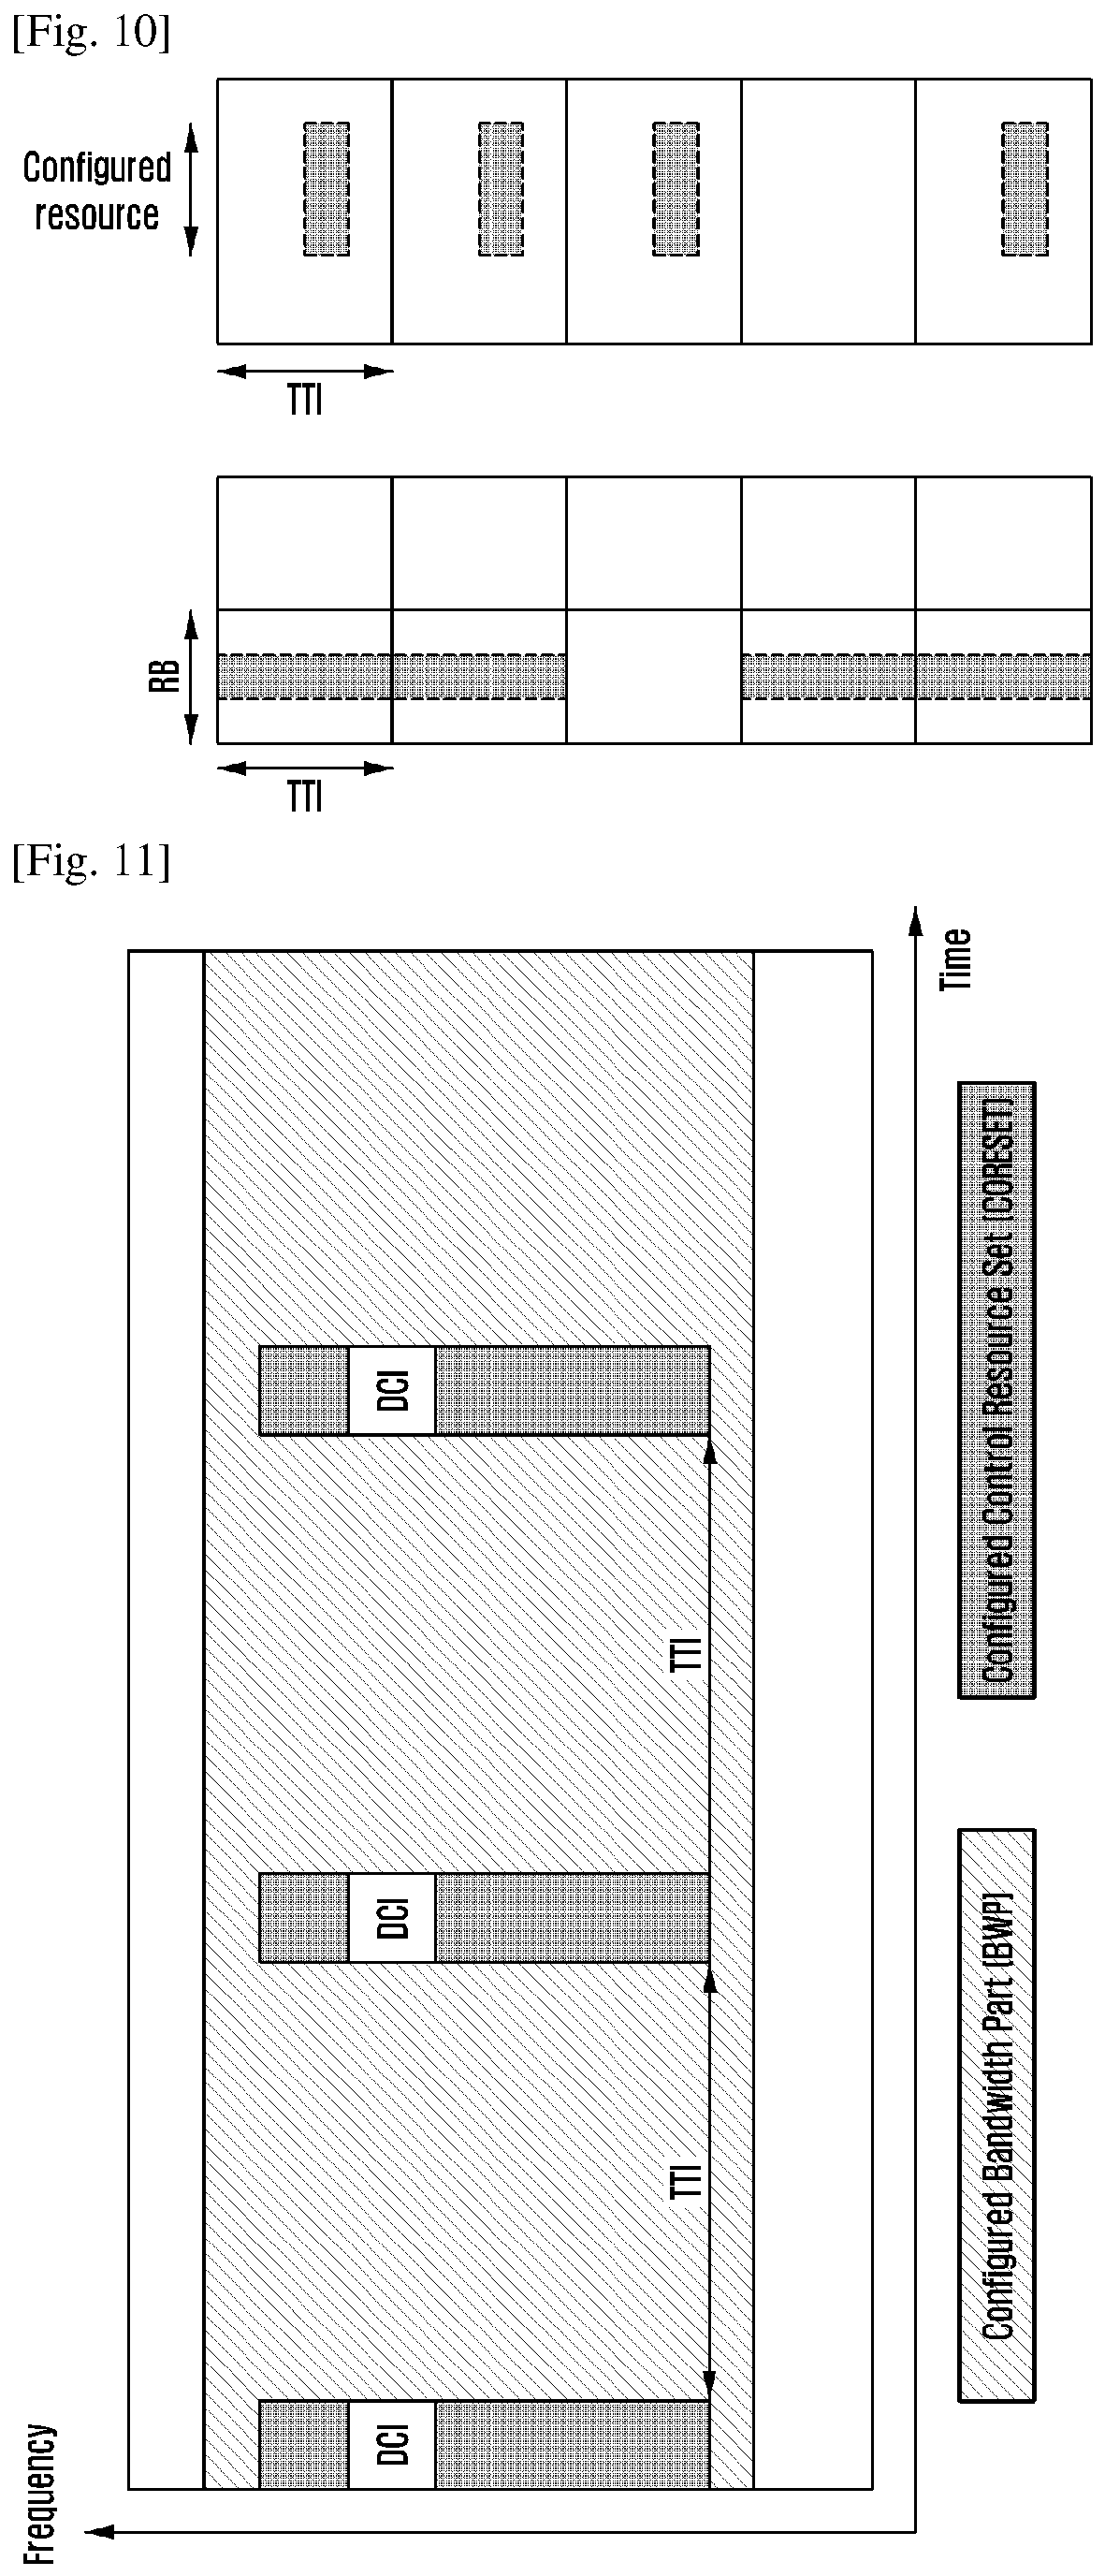 [Fig. 10]
Configured
resource
TTI
RB
TTI
[Fig. 11]
Time
DCI
Configured Control Resource Set (CORESET)
TTI
DCI
Configured Bandwidth Part (BWP)
TTI
DCI
Frequency